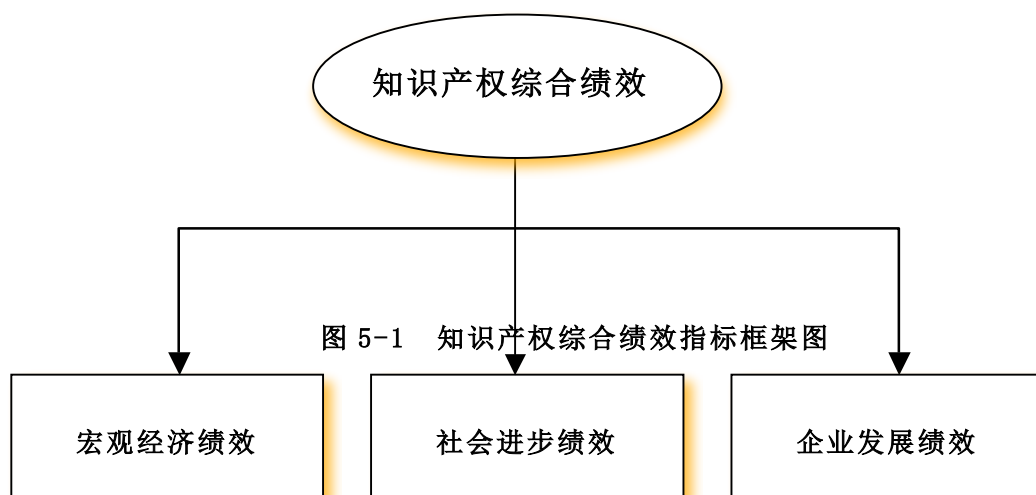 知识产权综合绩效
图 5-1 知识产权综合绩效指标框架图
宏观经济绩效
社会进步绩效
企业发展绩效